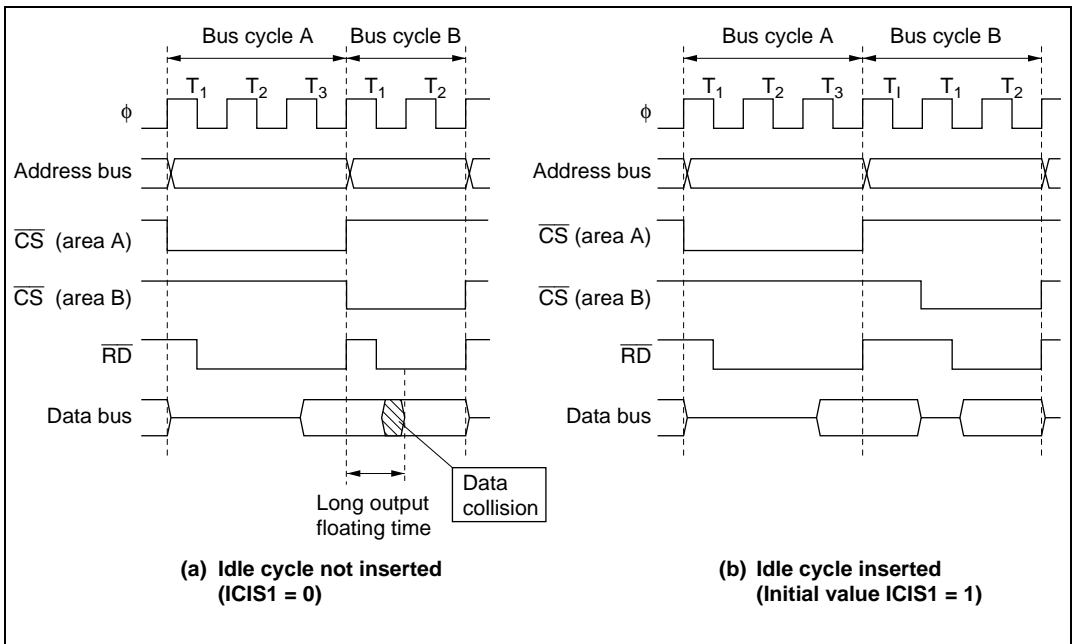 Bus cycle A Bus cycle B
T1 T2 T3 T1 T2
ϕ
Address bus
CS (area A)
CS (area B)
RD
Data bus
Long output
floating time
Data
collision
(a) Idle cycle not inserted
(ICIS1 = 0)
Bus cycle A Bus cycle B
T1 T2 T3 TI T1 T2
ϕ
Address bus
CS (area A)
CS (area B)
RD
Data bus
(b) Idle cycle inserted
(Initial value ICIS1 = 1)